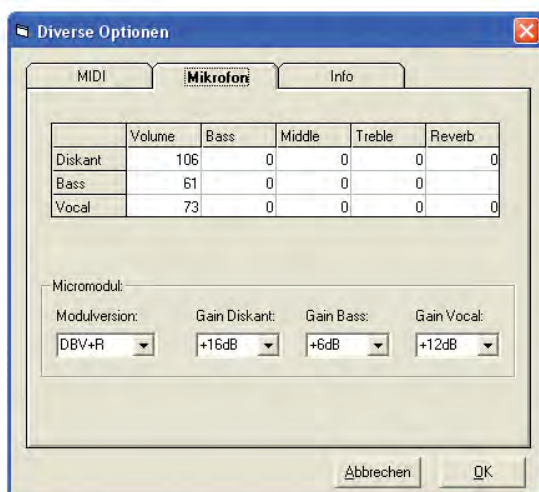 Diverse Optionen
MIDI Mikrofon Info
Volume Bass Middle Treble Reverb
Diskant 106 0 0 0 0
Bass 61 0 0 0
Vocal 73 0 0 0 0
Micromodul:
Modulversion: Gain Diskant: Gain Bass: Gain Vocal:
DBV+R +16dB +6dB +12dB
Abbrechen OK